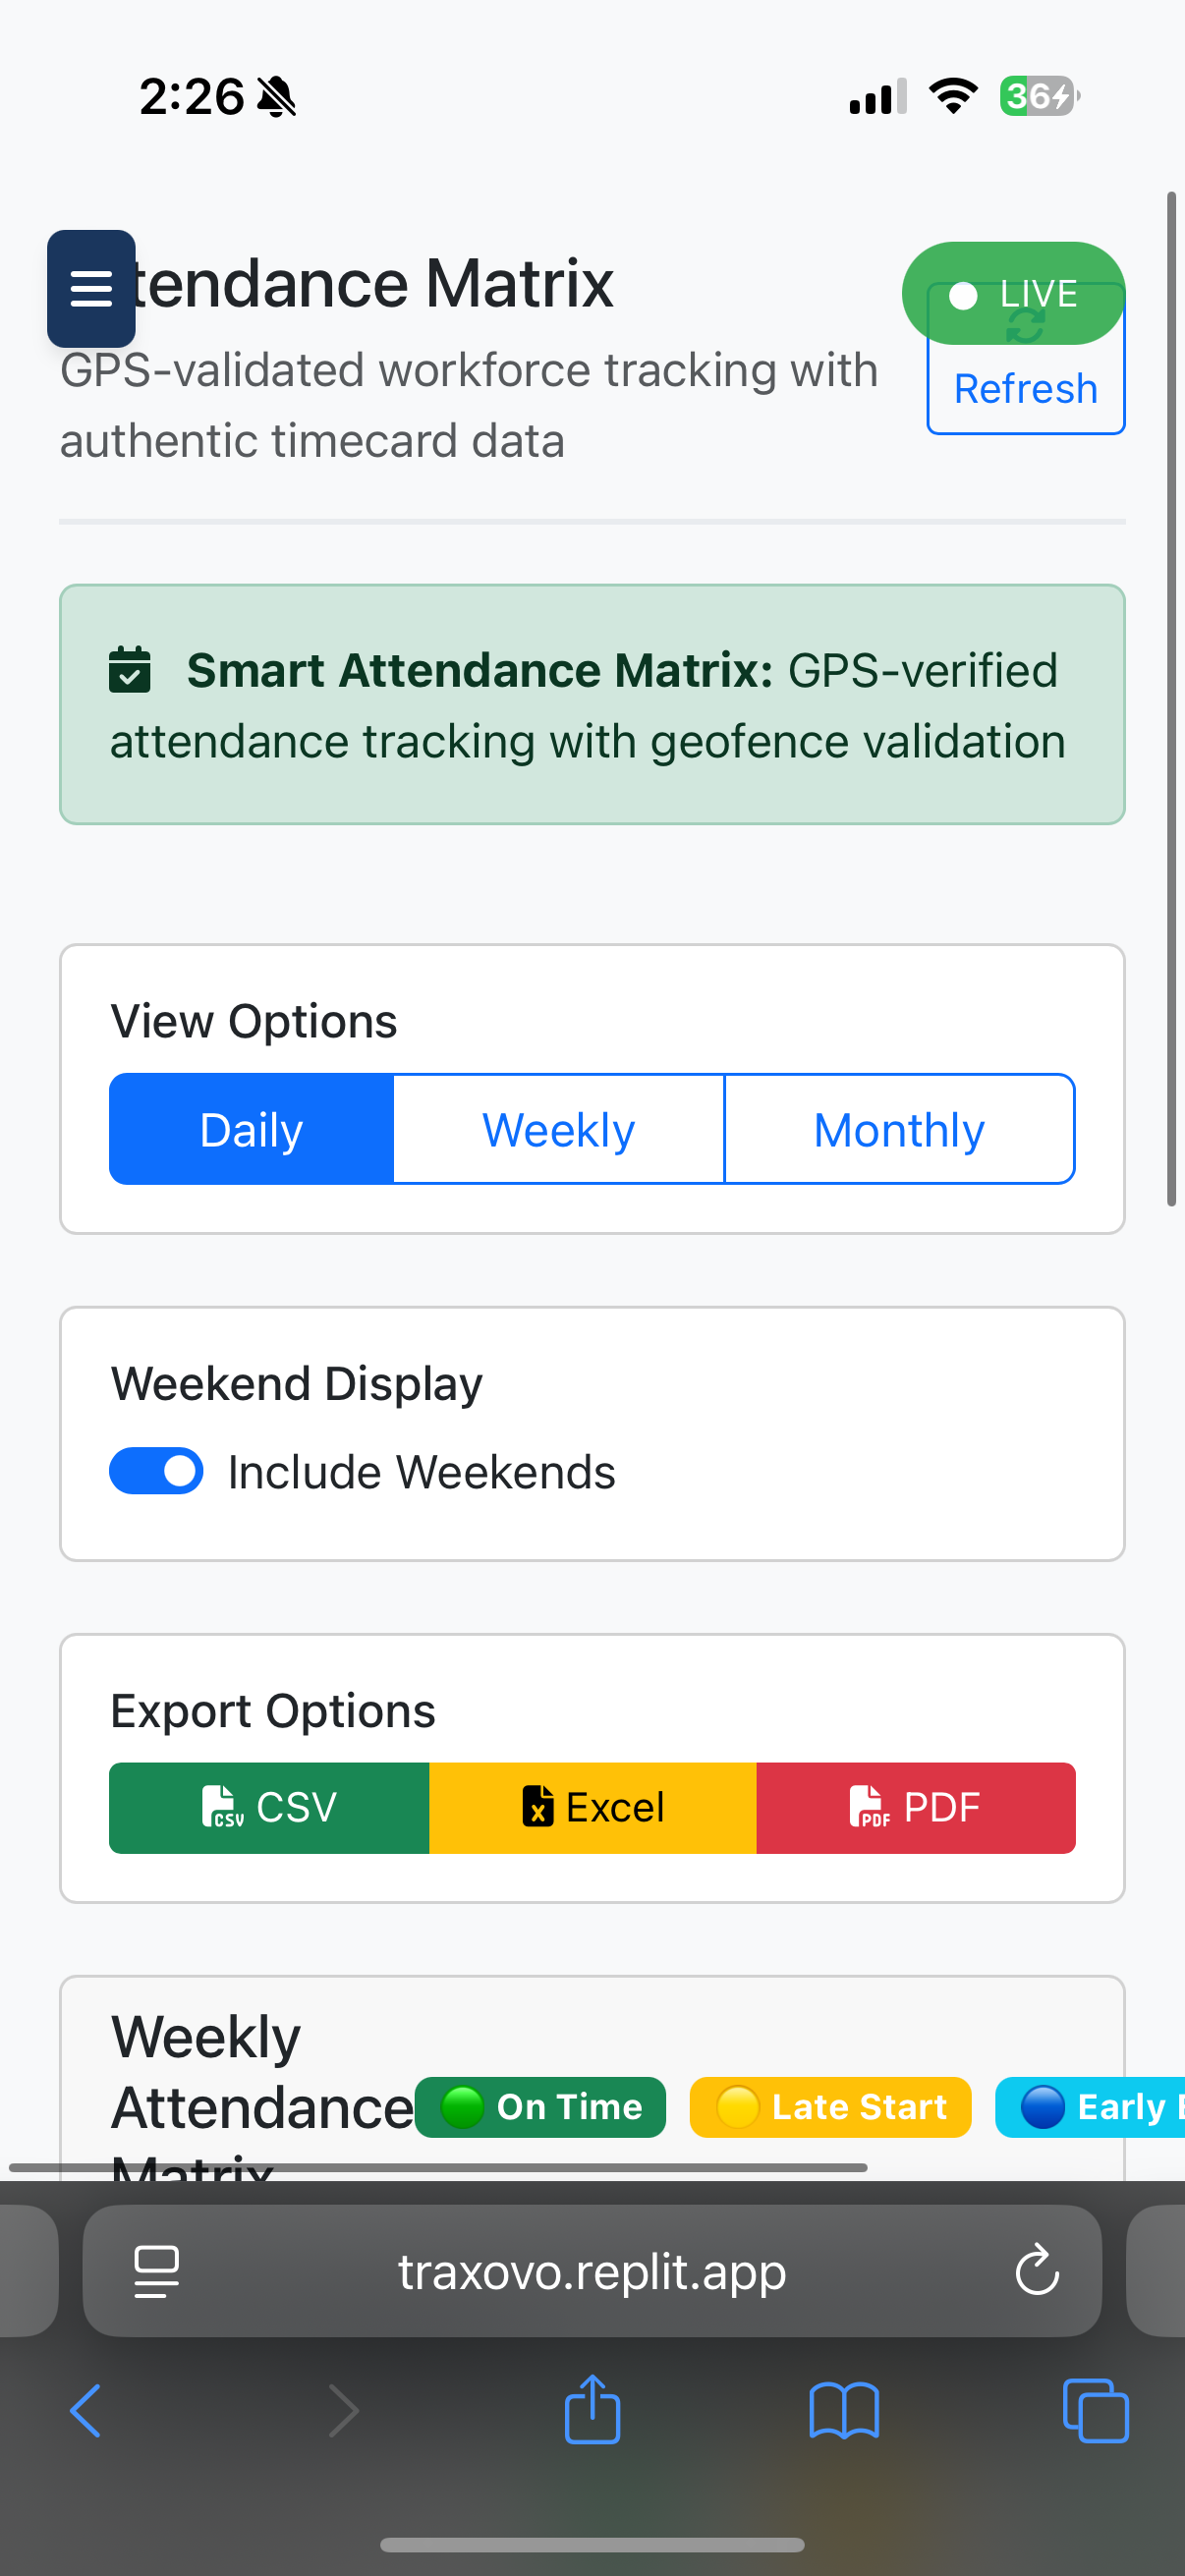 2:26
36
tendance Matrix
LIVE
GPS-validated workforce tracking with
authentic timecard data
Refresh
Smart Attendance Matrix: GPS-verified
attendance tracking with geofence validation
View Options
Daily Weekly Monthly
Weekend Display
Include Weekends
Export Options
CSV CSV Excel PDF PDF
Weekly
Attendance
On Time Late Start Early
Matrix
traxovo.replit.app